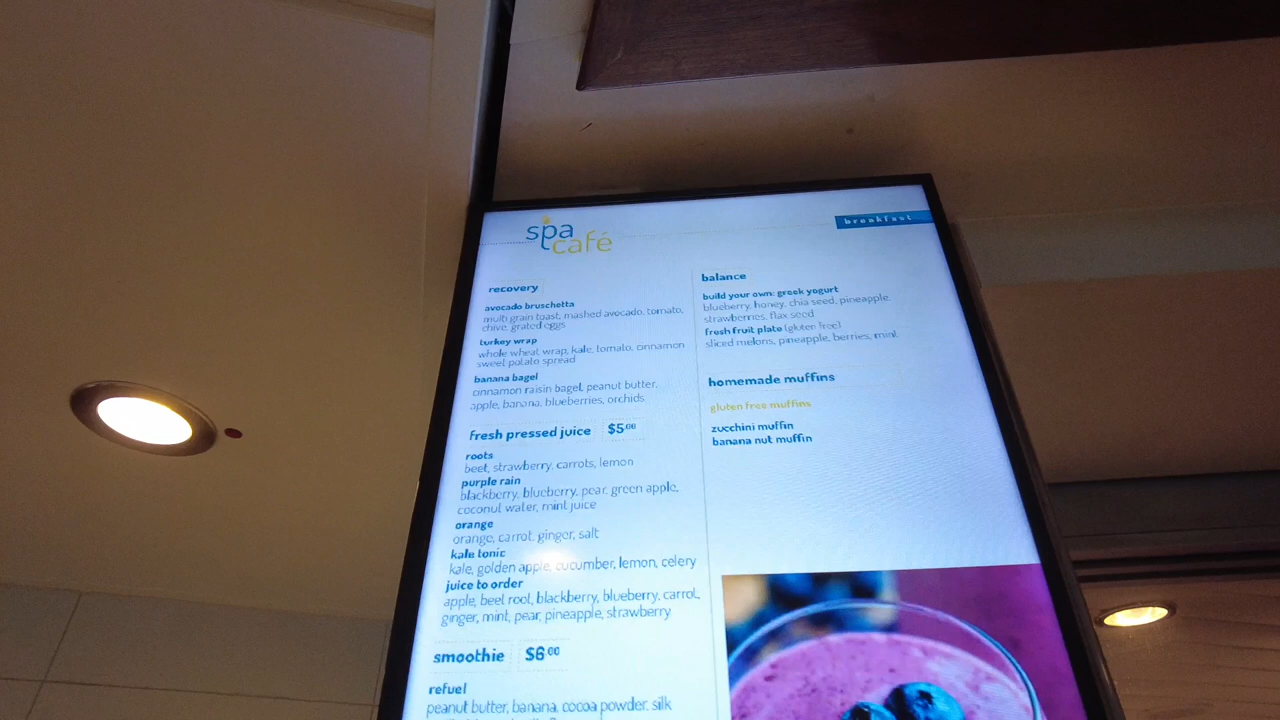 spa
café
breakfast
recovery
avocado bruschetta
multi grain toast, mashed avocado, tomato,
chive, grated eggs
turkey wrap
whole wheat wrap, kale, tomato, cinnamon
sweet potato spread
banana bagel
cinnamon raisin bagel, peanut butter,
apple, banana, blueberries, orchids
fresh pressed juice $5.00
roots
beet, strawberry, carrots, lemon
purple rain
blackberry, blueberry, pear, green apple,
coconut water, mint juice
orange
orange, carrot, ginger, salt
kale tonic
kale, golden apple, cucumber, lemon, celery
juice to order
apple, beet root, blackberry, blueberry, carrot,
ginger, mint, pear, pineapple, strawberry
smoothie $6.00
refuel
peanut butter, banana, cocoa powder, silk
balance
build your own: greek yogurt
blueberry, honey, chia seed, pineapple,
strawberries, flax seed
fresh fruit plate (gluten free)
sliced melons, pineapple, berries, mint
homemade muffins
gluten free muffins
zucchini muffin
banana nut muffin